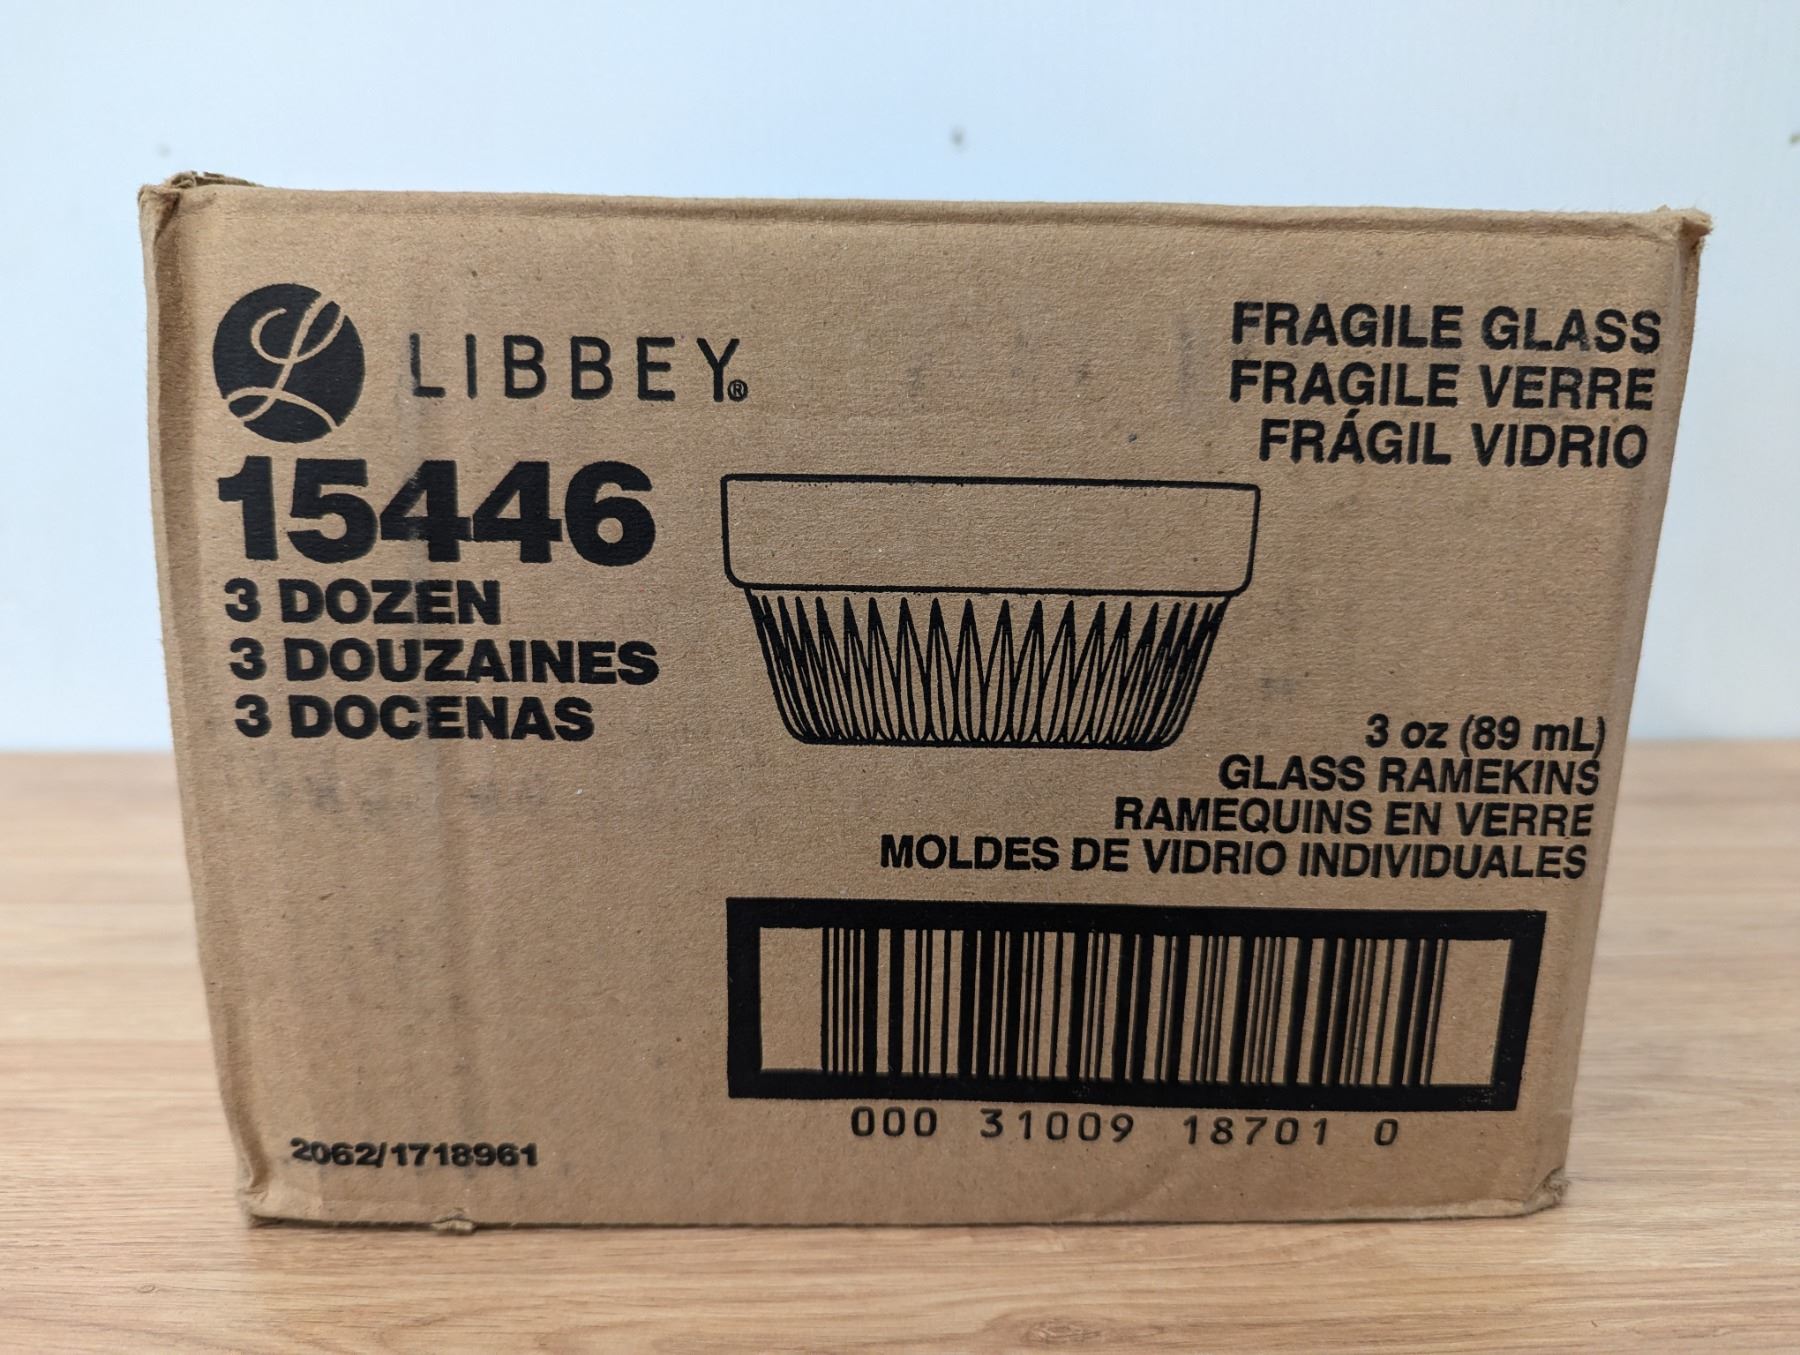 LIBBEY®
FRAGILE GLASS
FRAGILE VERRE
FRÁGIL VIDRIO
15446
3 DOZEN
3 DOUZAINES
3 DOCENAS
3 oz (89 mL)
GLASS RAMEKINS
RAMEQUINS EN VERRE
MOLDES DE VIDRIO INDIVIDUALES
000 31009 18701 0
2062/1718961